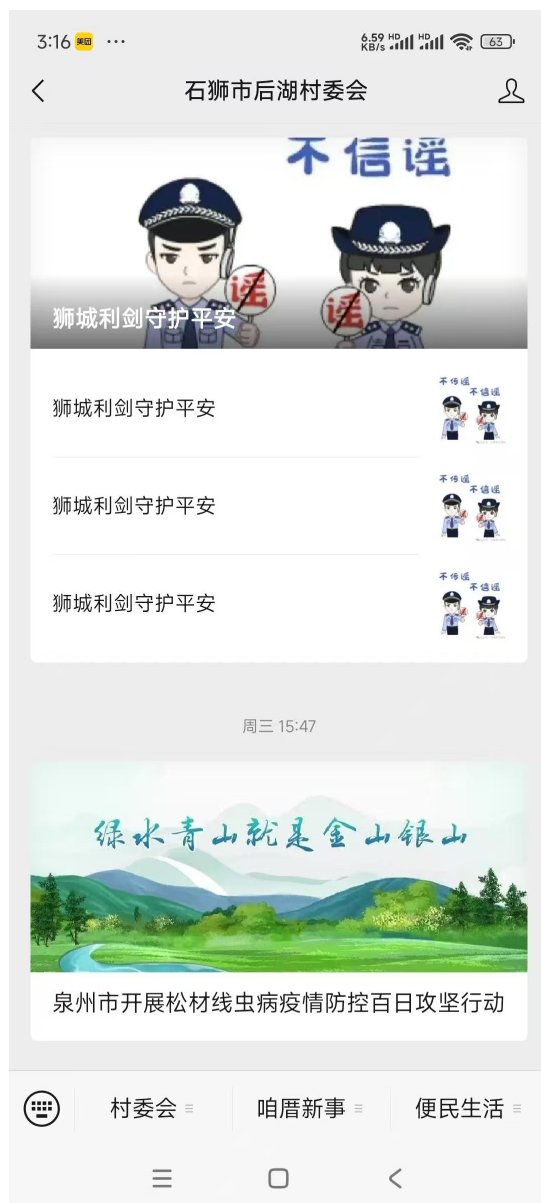 3:16 美团 ...
6.59 KB/s HD HD 63
石狮市后湖村委会
不信谣
谣
谣
狮城利剑守护平安
不传谣
不信谣
狮城利剑守护平安
不传谣
不信谣
狮城利剑守护平安
不传谣
不信谣
狮城利剑守护平安
周三 15:47
绿水青山就是金山银山
泉州市开展松材线虫病疫情防控百日攻坚行动
村委会
咱厝新事
便民生活